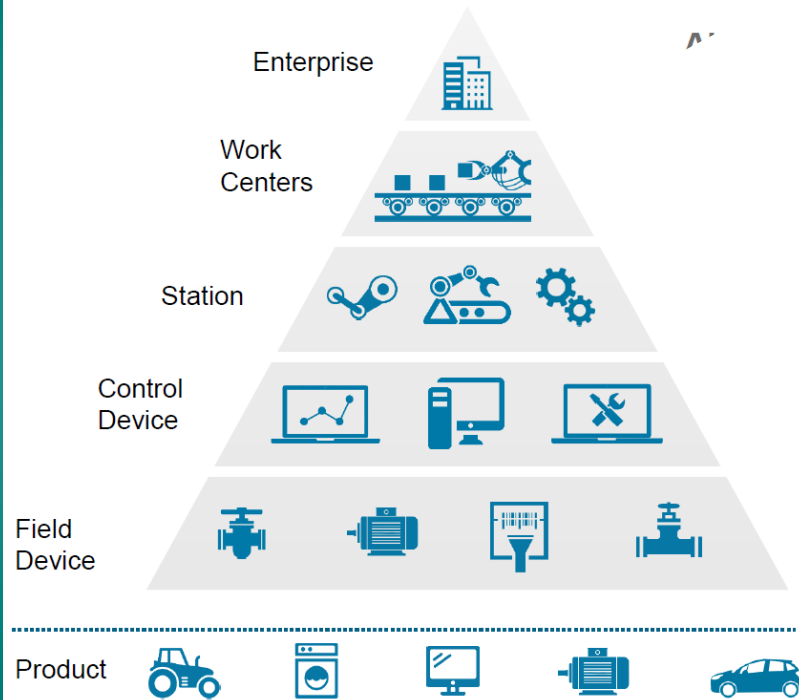 Enterprise
Work
Centers
Station
Control
Device
Field
Device
Product